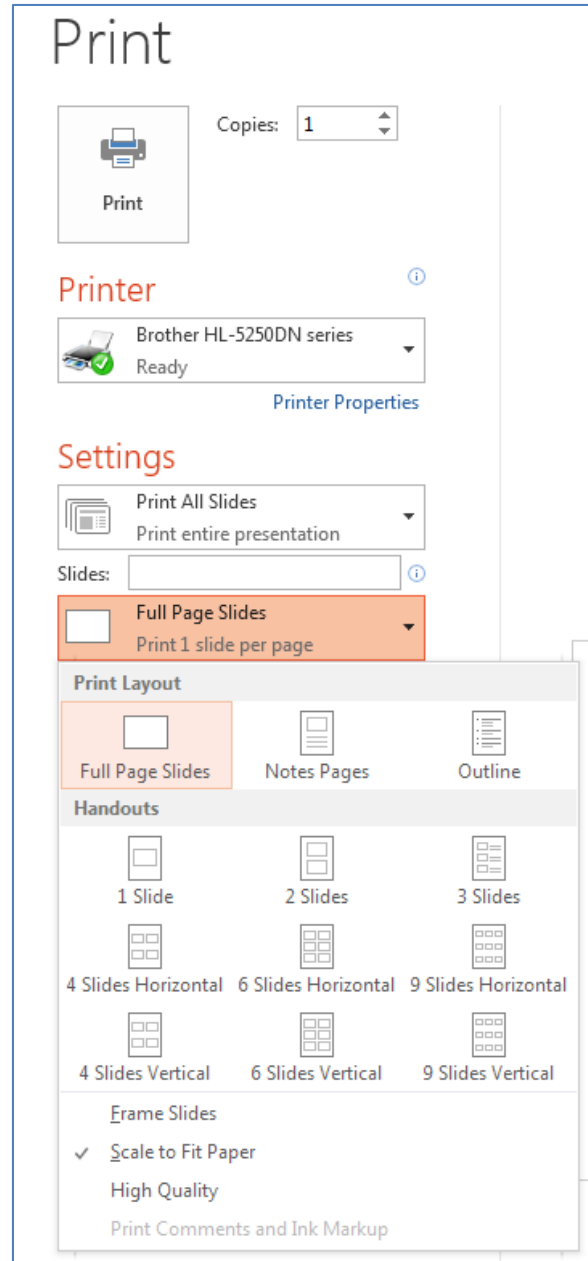 Print
Copies: 1
Print
Printer
Brother HL-5250DN series
Ready
Printer Properties
Settings
Print All Slides
Print entire presentation
Slides:
Full Page Slides
Print 1 slide per page
Print Layout
Full Page Slides Notes Pages Outline
Handouts
1 Slide 2 Slides 3 Slides
4 Slides Horizontal 6 Slides Horizontal 9 Slides Horizontal
4 Slides Vertical 6 Slides Vertical 9 Slides Vertical
Frame Slides
Scale to Fit Paper
High Quality
Print Comments and Ink Markup